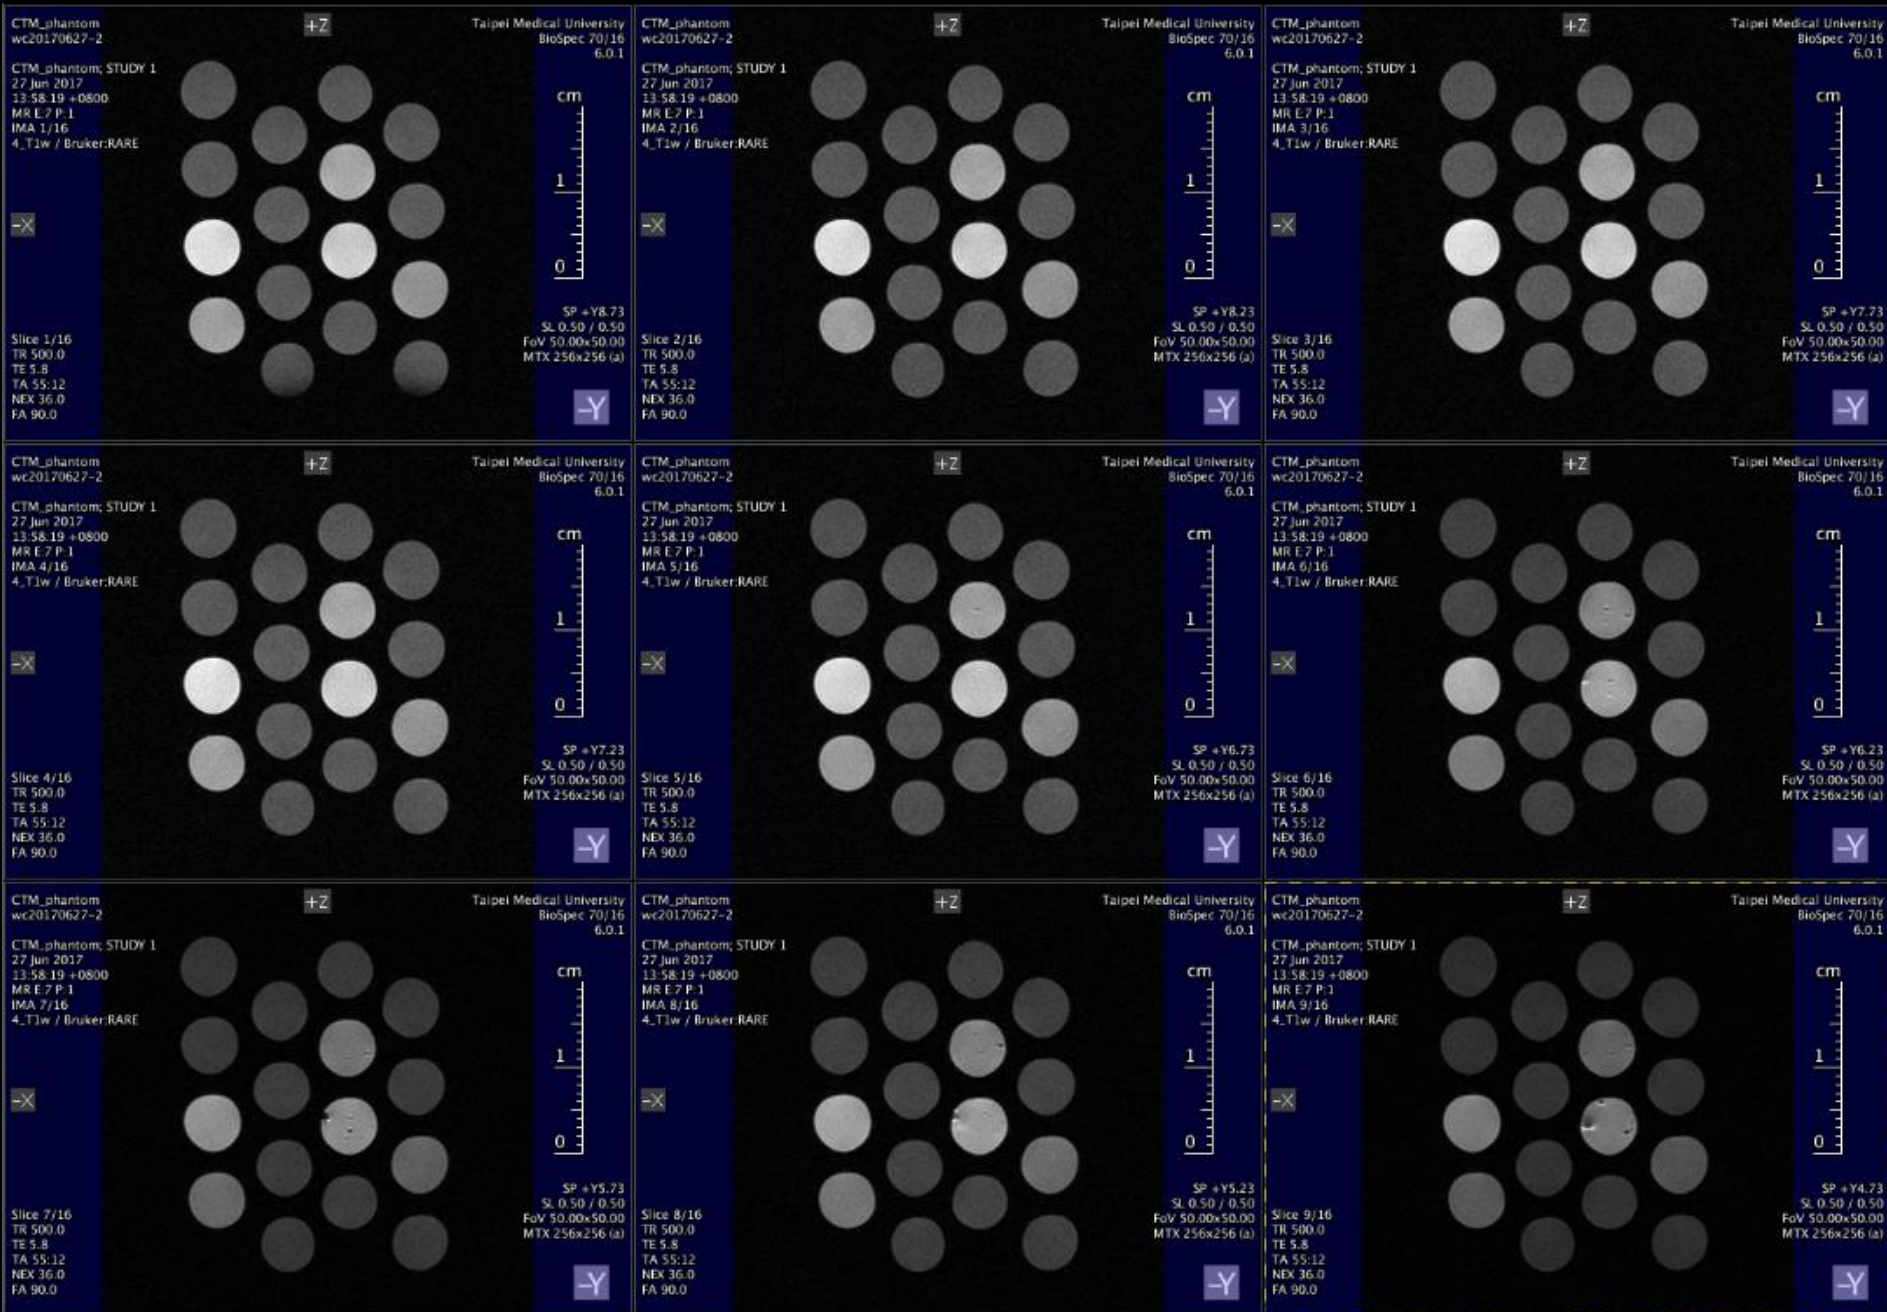 CTM_phantom
wc20170627-2
+Z
Taipei Medical University
BioSpec 70/16
6.0.1
CTM_phantom; STUDY 1
27 Jun 2017
13:58:19 +0800
MR E:7 P:1
IMA 1/16
4_T1w / Bruker:RARE
cm
1
0
-X
SP +Y8.73
SL 0.50 / 0.50
FoV 50.00x50.00
MTX 256x256 (a)
Slice 1/16
TR 500.0
TE 5.8
TA 55:12
NEX 36.0
FA 90.0
-Y
CTM_phantom
wc20170627-2
+Z
Taipei Medical University
BioSpec 70/16
6.0.1
CTM_phantom; STUDY 1
27 Jun 2017
13:58:19 +0800
MR E:7 P:1
IMA 2/16
4_T1w / Bruker:RARE
cm
1
0
-X
SP +Y8.23
SL 0.50 / 0.50
FoV 50.00x50.00
MTX 256x256 (a)
Slice 2/16
TR 500.0
TE 5.8
TA 55:12
NEX 36.0
FA 90.0
-Y
CTM_phantom
wc20170627-2
+Z
Taipei Medical University
BioSpec 70/16
6.0.1
CTM_phantom; STUDY 1
27 Jun 2017
13:58:19 +0800
MR E:7 P:1
IMA 3/16
4_T1w / Bruker:RARE
cm
1
0
-X
SP +Y7.73
SL 0.50 / 0.50
FoV 50.00x50.00
MTX 256x256 (a)
Slice 3/16
TR 500.0
TE 5.8
TA 55:12
NEX 36.0
FA 90.0
-Y
CTM_phantom
wc20170627-2
+Z
Taipei Medical University
BioSpec 70/16
6.0.1
CTM_phantom; STUDY 1
27 Jun 2017
13:58:19 +0800
MR E:7 P:1
IMA 4/16
4_T1w / Bruker:RARE
cm
1
0
-X
SP +Y7.23
SL 0.50 / 0.50
FoV 50.00x50.00
MTX 256x256 (a)
Slice 4/16
TR 500.0
TE 5.8
TA 55:12
NEX 36.0
FA 90.0
-Y
CTM_phantom
wc20170627-2
+Z
Taipei Medical University
BioSpec 70/16
6.0.1
CTM_phantom; STUDY 1
27 Jun 2017
13:58:19 +0800
MR E:7 P:1
IMA 5/16
4_T1w / Bruker:RARE
cm
1
0
-X
SP +Y6.73
SL 0.50 / 0.50
FoV 50.00x50.00
MTX 256x256 (a)
Slice 5/16
TR 500.0
TE 5.8
TA 55:12
NEX 36.0
FA 90.0
-Y
CTM_phantom
wc20170627-2
+Z
Taipei Medical University
BioSpec 70/16
6.0.1
CTM_phantom; STUDY 1
27 Jun 2017
13:58:19 +0800
MR E:7 P:1
IMA 6/16
4_T1w / Bruker:RARE
cm
1
0
-X
SP +Y6.23
SL 0.50 / 0.50
FoV 50.00x50.00
MTX 256x256 (a)
Slice 6/16
TR 500.0
TE 5.8
TA 55:12
NEX 36.0
FA 90.0
-Y
CTM_phantom
wc20170627-2
+Z
Taipei Medical University
BioSpec 70/16
6.0.1
CTM_phantom; STUDY 1
27 Jun 2017
13:58:19 +0800
MR E:7 P:1
IMA 7/16
4_T1w / Bruker:RARE
cm
1
0
-X
SP +Y5.73
SL 0.50 / 0.50
FoV 50.00x50.00
MTX 256x256 (a)
Slice 7/16
TR 500.0
TE 5.8
TA 55:12
NEX 36.0
FA 90.0
-Y
CTM_phantom
wc20170627-2
+Z
Taipei Medical University
BioSpec 70/16
6.0.1
CTM_phantom; STUDY 1
27 Jun 2017
13:58:19 +0800
MR E:7 P:1
IMA 8/16
4_T1w / Bruker:RARE
cm
1
0
-X
SP +Y5.23
SL 0.50 / 0.50
FoV 50.00x50.00
MTX 256x256 (a)
Slice 8/16
TR 500.0
TE 5.8
TA 55:12
NEX 36.0
FA 90.0
-Y
CTM_phantom
wc20170627-2
+Z
Taipei Medical University
BioSpec 70/16
6.0.1
CTM_phantom; STUDY 1
27 Jun 2017
13:58:19 +0800
MR E:7 P:1
IMA 9/16
4_T1w / Bruker:RARE
cm
1
0
-X
SP +Y4.73
SL 0.50 / 0.50
FoV 50.00x50.00
MTX 256x256 (a)
Slice 9/16
TR 500.0
TE 5.8
TA 55:12
NEX 36.0
FA 90.0
-Y